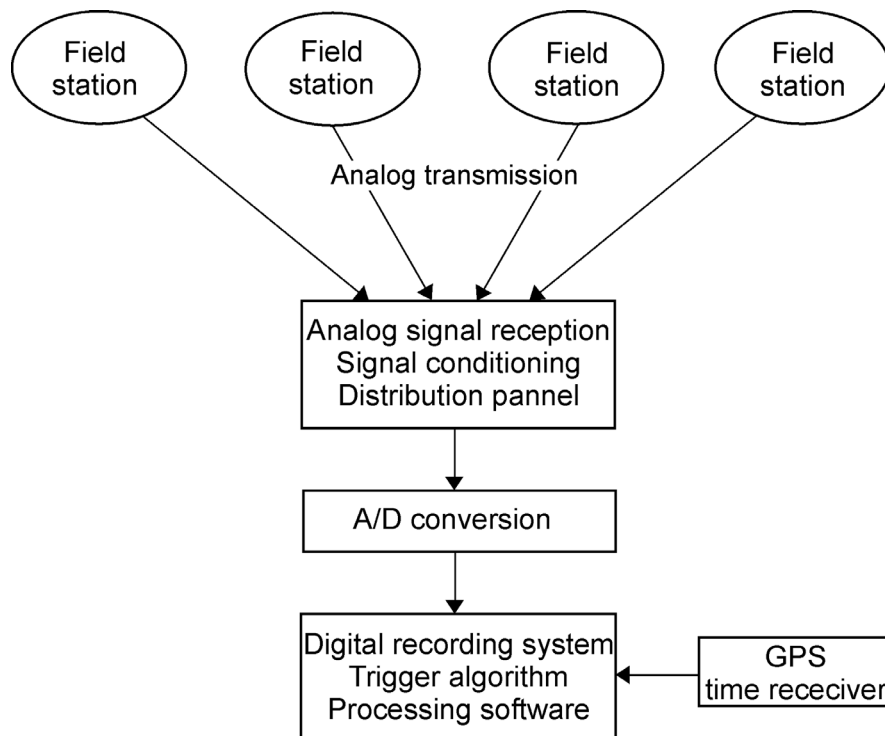 Field
station
Field
station
Field
station
Field
station
Analog transmission
Analog signal reception
Signal conditioning
Distribution pannel
A/D conversion
Digital recording system
Trigger algorithm
Processing software
GPS
time receciver